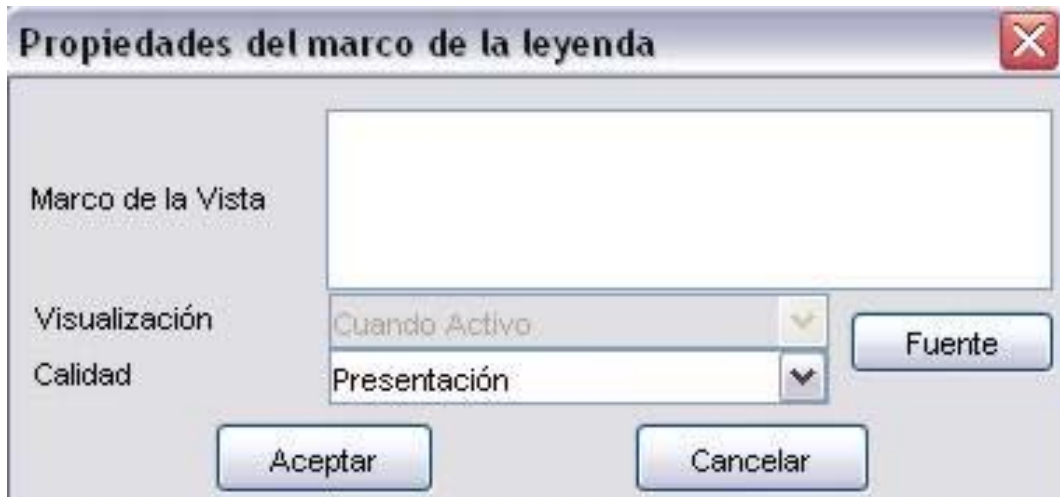 Propiedades del marco de la leyenda
Marco de la Vista
Visualización
Cuando Activo
Fuente
Calidad
Presentación
Aceptar
Cancelar